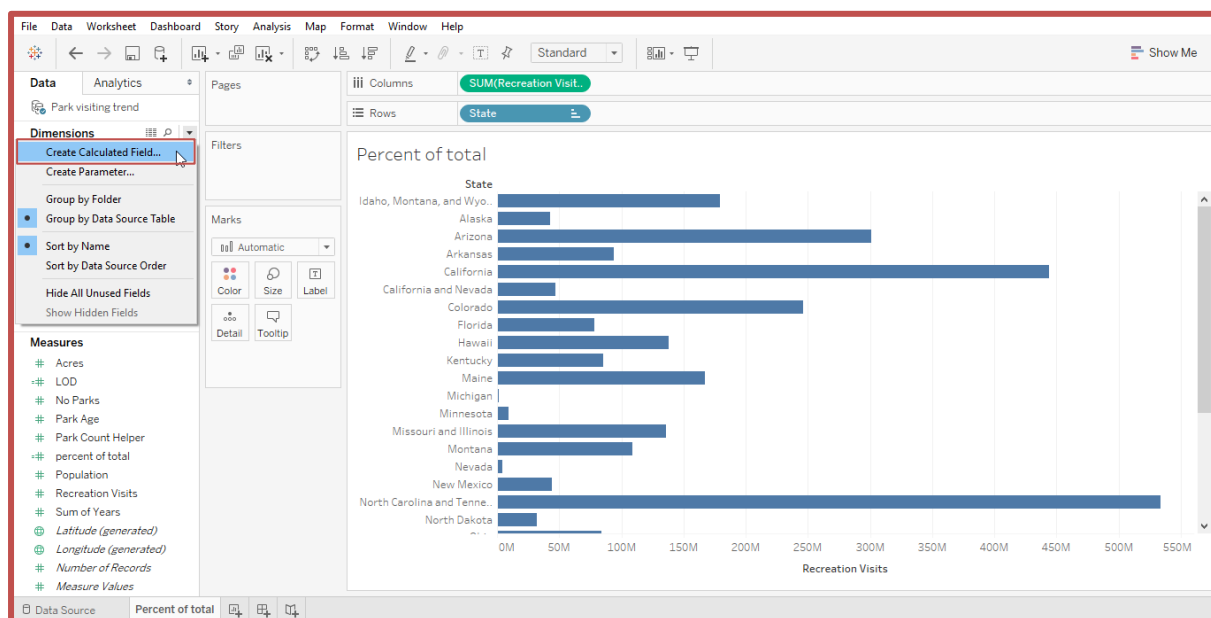 File Data Worksheet Dashboard Story Analysis Map Format Window Help
Standard
Show Me
Data Analytics
Park visiting trend
Dimensions
Create Calculated Field...
Create Parameter...
Group by Folder
Group by Data Source Table
Sort by Name
Sort by Data Source Order
Hide All Unused Fields
Show Hidden Fields
Measures
Acres
LOD
No Parks
Park Age
Park Count Helper
percent of total
Population
Recreation Visits
Sum of Years
Latitude (generated)
Longitude (generated)
Number of Records
Measure Values
Pages
Filters
Marks
Automatic
Color Size Label
Detail Tooltip
Columns SUM(Recreation Visit..
Rows State
Percent of total
State
Idaho, Montana, and Wyo..
Alaska
Arizona
Arkansas
California
California and Nevada
Colorado
Florida
Hawaii
Kentucky
Maine
Michigan
Minnesota
Missouri and Illinois
Montana
Nevada
New Mexico
North Carolina and Tenne..
North Dakota
0M 50M 100M 150M 200M 250M 300M 350M 400M 450M 500M 550M
Recreation Visits
Data Source Percent of total